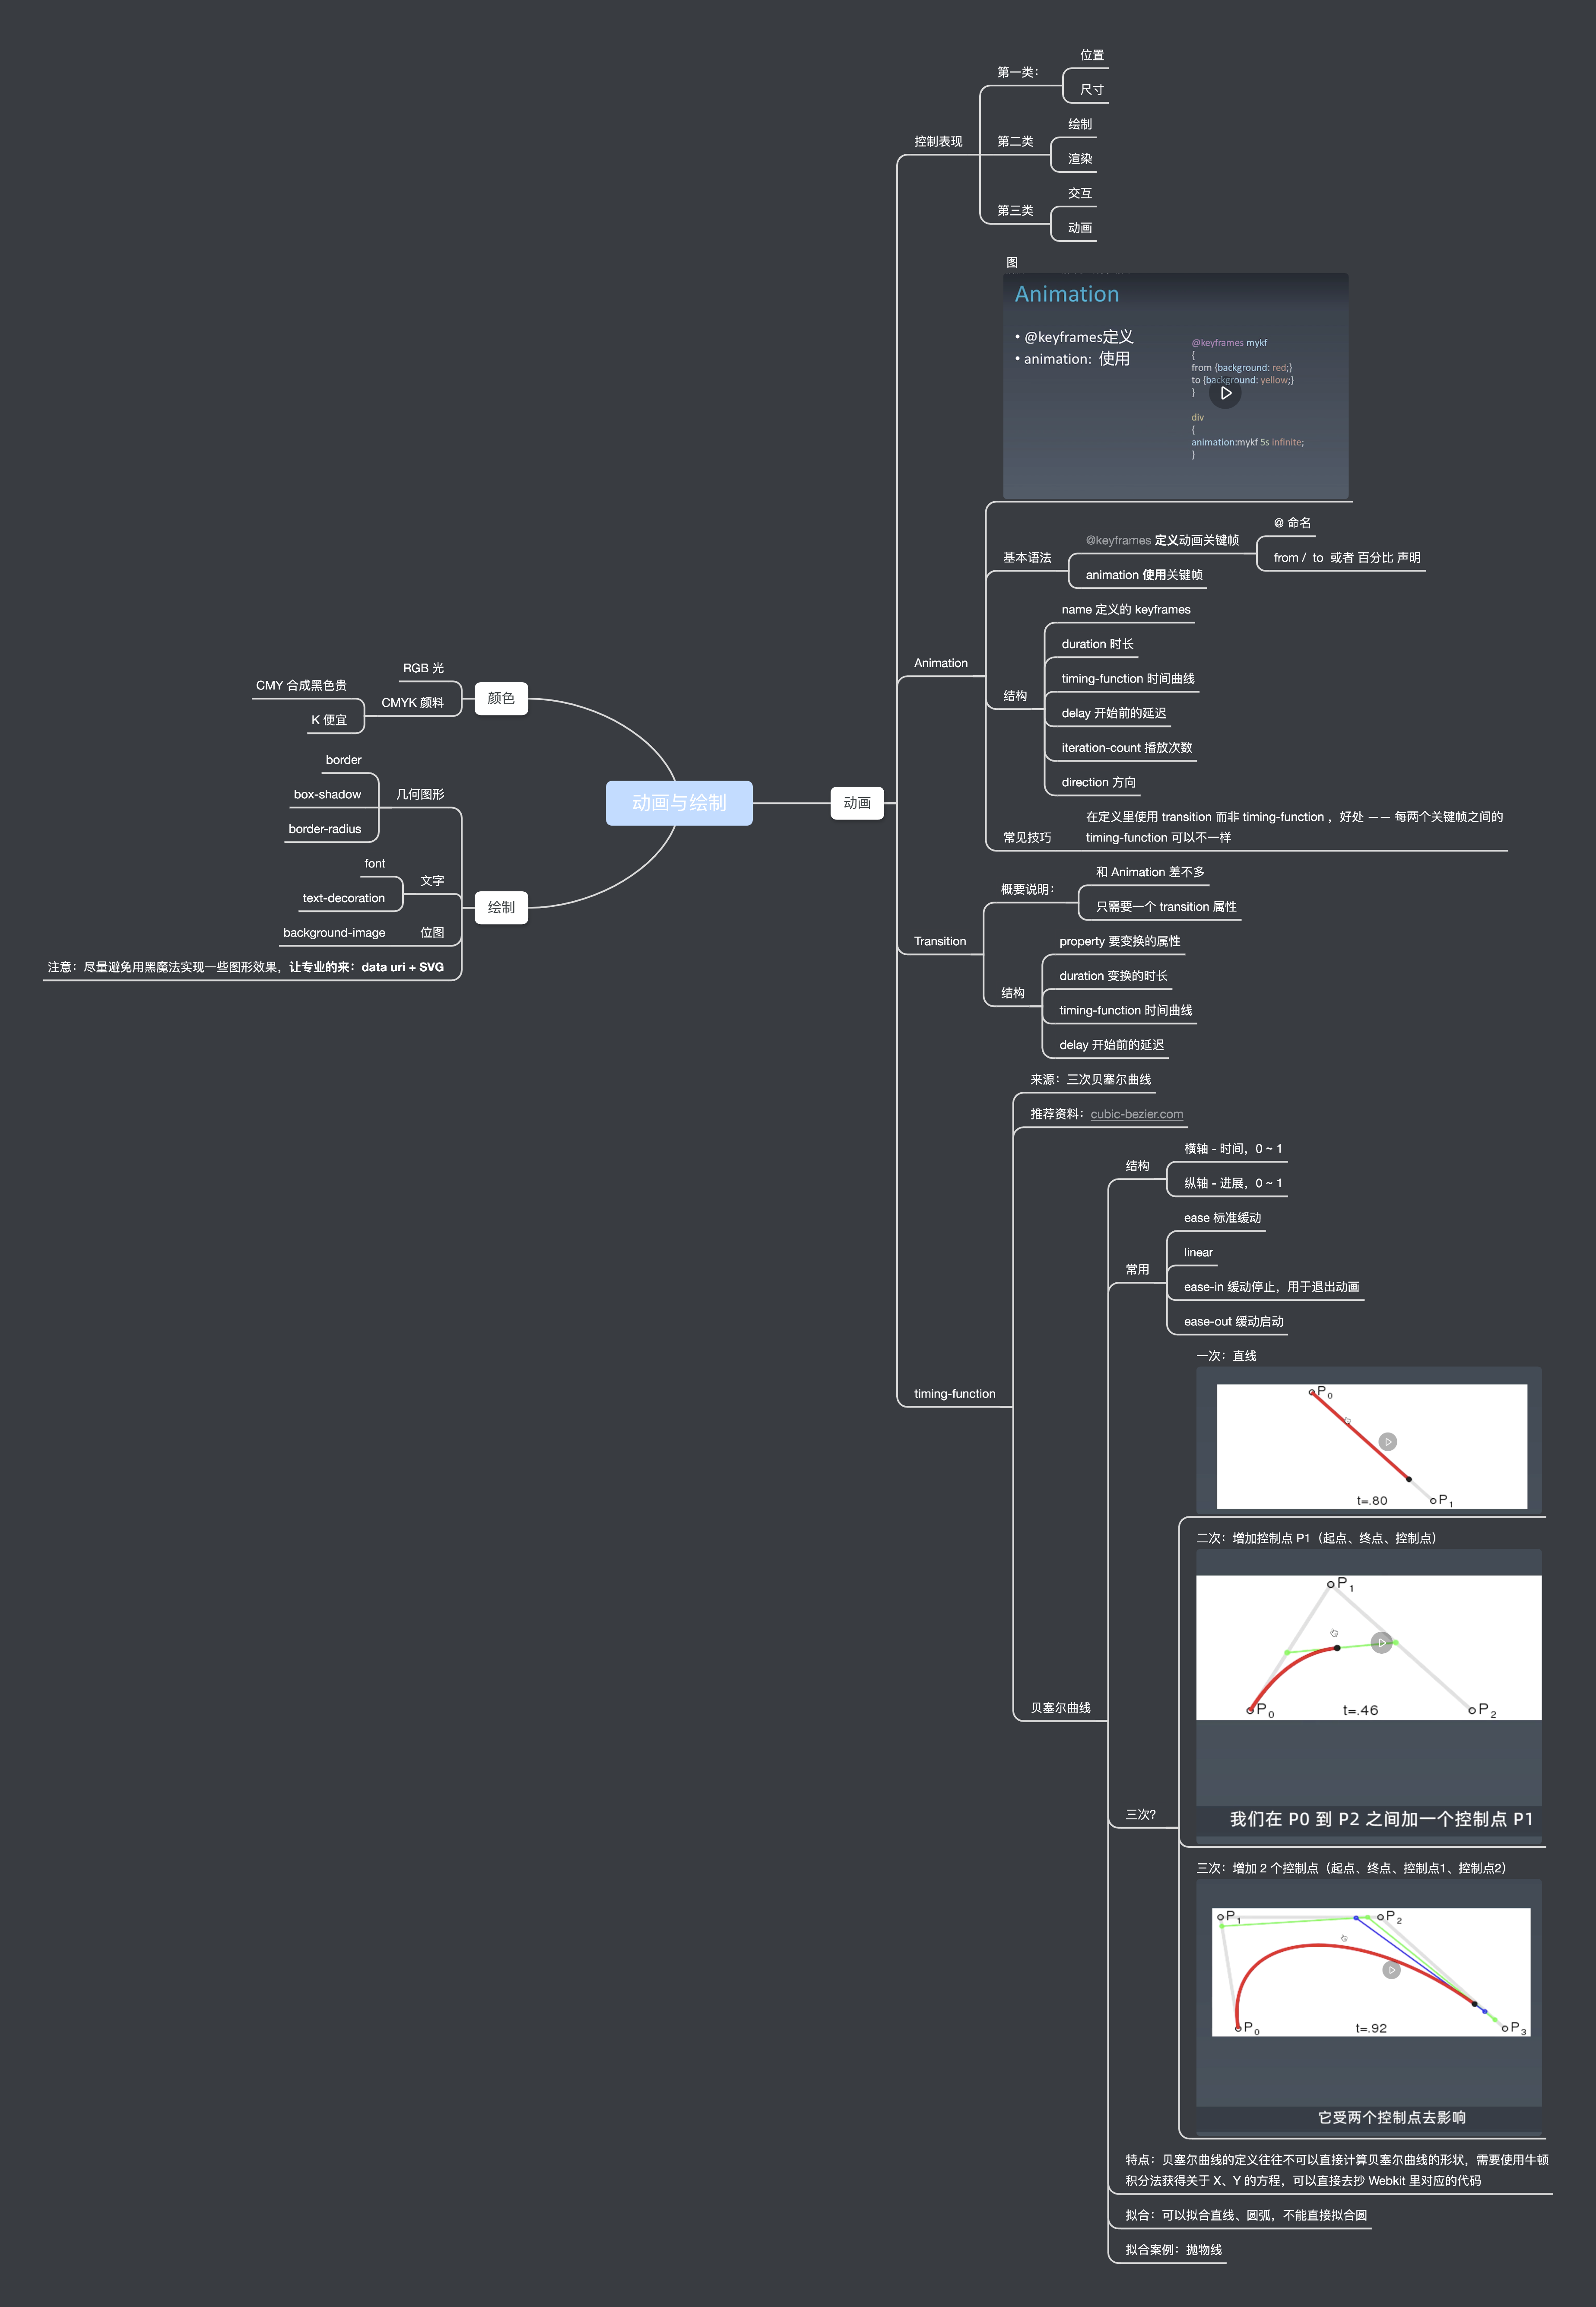 动画与绘制
颜色
RGB 光
CMYK 颜料
CMY 合成黑色贵
K 便宜
绘制
几何图形
border
box-shadow
border-radius
文字
font
text-decoration
位图
background-image
注意：尽量避免用黑魔法实现一些图形效果，让专业的来：data uri + SVG
动画
控制表现
第一类：
位置
尺寸
第二类
绘制
渲染
第三类
交互
动画
Animation
图
Animation
• @keyframes定义
• animation: 使用
@keyframes mykf
{
from {background: red;}
to {background: yellow;}
}
div
{
animation:mykf 5s infinite;
}
基本语法
@keyframes 定义动画关键帧
@ 命名
from / to 或者 百分比 声明
animation 使用关键帧
结构
name 定义的 keyframes
duration 时长
timing-function 时间曲线
delay 开始前的延迟
iteration-count 播放次数
direction 方向
常见技巧
在定义里使用 transition 而非 timing-function ，好处 —— 每两个关键帧之间的
timing-function 可以不一样
Transition
概要说明：
和 Animation 差不多
只需要一个 transition 属性
结构
property 要变换的属性
duration 变换的时长
timing-function 时间曲线
delay 开始前的延迟
timing-function
来源：三次贝塞尔曲线
推荐资料：cubic-bezier.com
贝塞尔曲线
结构
横轴 - 时间，0 ~ 1
纵轴 - 进展，0 ~ 1
常用
ease 标准缓动
linear
ease-in 缓动停止，用于退出动画
ease-out 缓动启动
三次？
一次：直线
P0
t=.80
P1
二次：增加控制点 P1（起点、终点、控制点）
P1
P0
t=.46
P2
我们在 P0 到 P2 之间加一个控制点 P1
三次：增加 2 个控制点（起点、终点、控制点1、控制点2）
P1
P2
P0
t=.92
P3
它受两个控制点去影响
特点：贝塞尔曲线的定义往往不可以直接计算贝塞尔曲线的形状，需要使用牛顿
积分法获得关于 X、Y 的方程，可以直接去抄 Webkit 里对应的代码
拟合：可以拟合直线、圆弧，不能直接拟合圆
拟合案例：抛物线